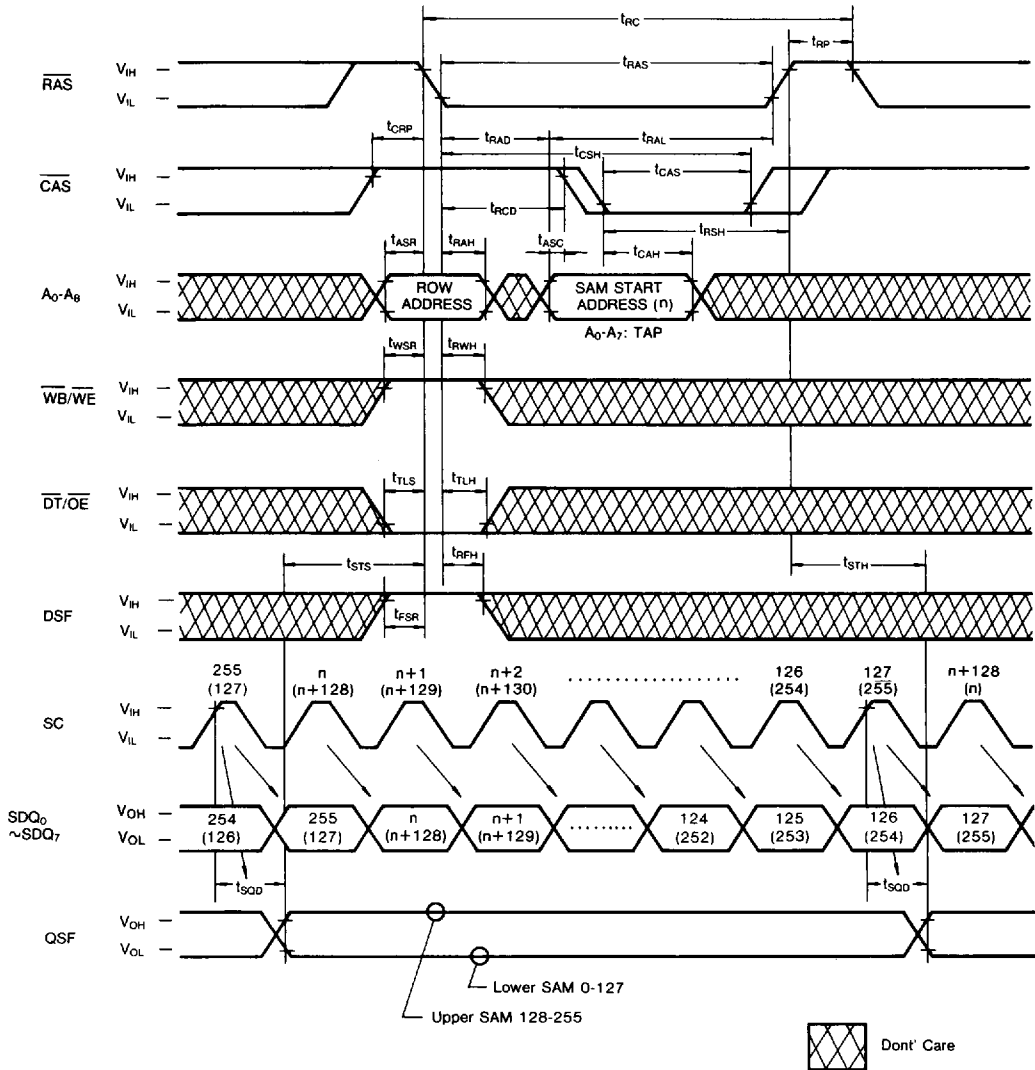 tRC
tRP
RAS
VIH
VIL
tRAS
tCRP
tRAD
tRAL
tCSH
CAS
VIH
VIL
tCAS
tRCD
tRSH
tASR
tRAH
tASC
tCAH
A0-A8
VIH
VIL
ROW
ADDRESS
SAM START
ADDRESS (n)
A0-A7: TAP
tWSR
tRWH
WB/WE
VIH
VIL
tTLS
tTLH
DT/OE
VIH
VIL
tSTS
tRFH
tSTH
DSF
VIH
VIL
tFSR
255 n n+1 n+2 ................ 126 127 n+128
(127) (n+128) (n+129) (n+130) (254) (255) (n)
SC
VIH
VIL
SDQ0
~SDQ7
VOH
VOL
254 255 n n+1 ........ 124 125 126 127
(126) (127) (n+128) (n+129) (252) (253) (254) (255)
tSQD
tSQD
QSF
VOH
VOL
Lower SAM 0-127
Upper SAM 128-255
Dont' Care